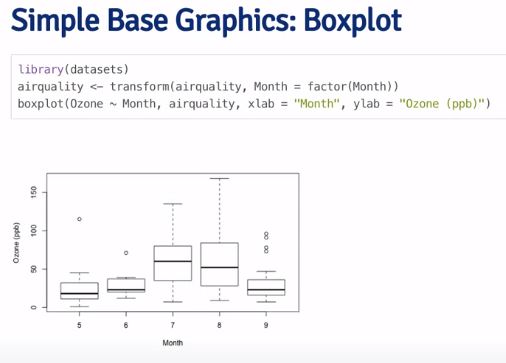 Simple Base Graphics: Boxplot
library(datasets)
airquality <- transform(airquality, Month = factor(Month))
boxplot(Ozone ~ Month, airquality, xlab = "Month", ylab = "Ozone (ppb)")
150
100
50
0
Ozone (ppb)
5 6 7 8 9
Month